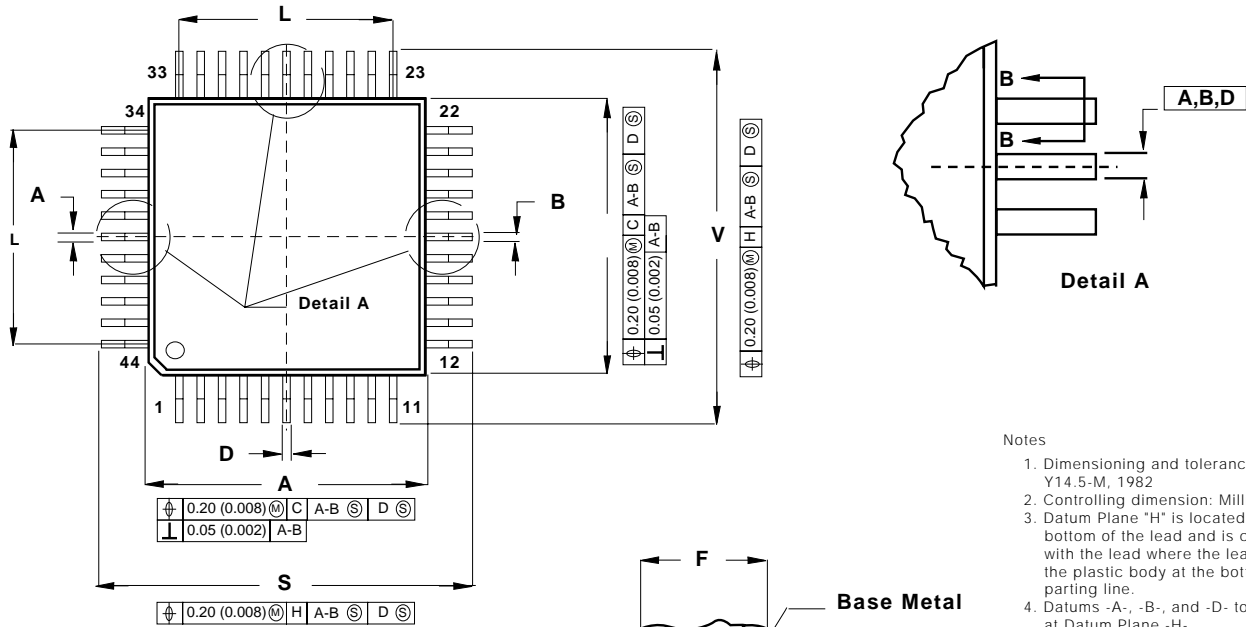 L
33
23
34
22
A
B
L
V
Detail A
44
12
1
11
D
A
⌖ 0.20 (0.008) Ⓜ C A-B Ⓢ D Ⓢ
⊥ 0.05 (0.002) A-B
S
⌖ 0.20 (0.008) Ⓜ H A-B Ⓢ D Ⓢ
⌖ 0.20 (0.008) Ⓜ C A-B Ⓢ D Ⓢ
⊥ 0.05 (0.002) A-B
⌖ 0.20 (0.008) Ⓜ H A-B Ⓢ D Ⓢ
B
B
A,B,D
Detail A
F
Base Metal
Notes
1. Dimensioning and toleranc
Y14.5-M, 1982
2. Controlling dimension: Mill
3. Datum Plane "H" is located
bottom of the lead and is c
with the lead where the lea
the plastic body at the bot
parting line.
4. Datums -A-, -B-, and -D- to
at Datum Plane -H-